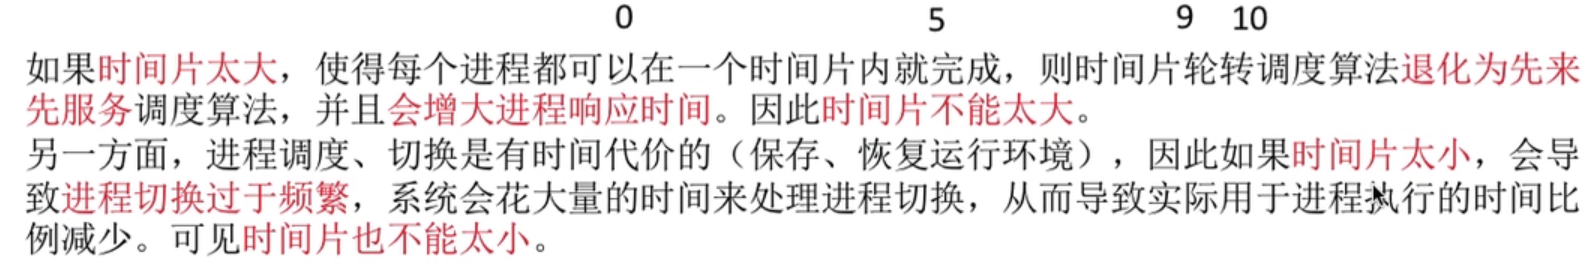 0 5 9 10
如果时间片太大，使得每个进程都可以在一个时间片内就完成，则时间片轮转调度算法退化为先来
先服务调度算法，并且会增大进程响应时间。因此时间片不能太大。
另一方面，进程调度、切换是有时间代价的（保存、恢复运行环境），因此如果时间片太小，会导
致进程切换过于频繁，系统会花大量的时间来处理进程切换，从而导致实际用于进程执行的时间比
例减少。可见时间片也不能太小。